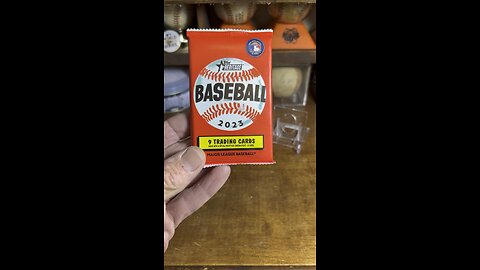 Topps
HERITAGE
BASEBALL
2023
9 TRADING CARDS
MAJOR LEAGUE BASEBALL